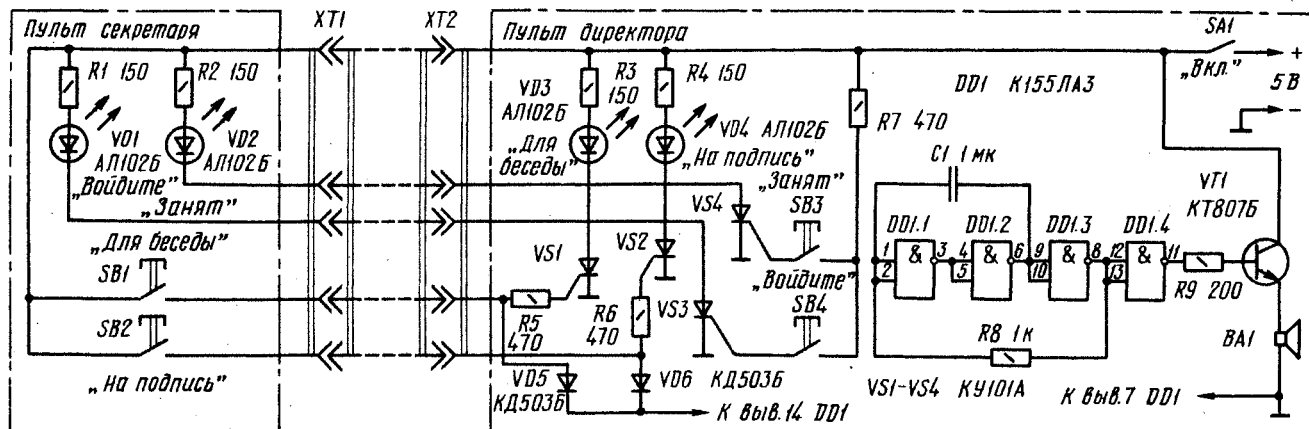 Пульт секретаря
XT1
XT2
Пульт директора
SA1
„Вкл."
+
5 В
−
R1 150
R2 150
VD1
АЛ102Б
VD2
АЛ102Б
„Войдите"
„Занят"
„Для беседы"
SB1
SB2
„На подпись"
VD3
АЛ102Б
R3
150
R4 150
„Для
беседы"
VD4 АЛ102Б
„На подпись"
„Занят"
SB3
VS4
VS1
VS2
VS3
„Войдите"
SB4
R5
470
R6
470
VD5
КД503Б
VD6 КД503Б
К выв.14 DD1
R7 470
DD1 К155ЛА3
C1 1 мк
DD1.1
DD1.2
DD1.3
DD1.4
1
2
&
3
4
5
&
6
9
10
&
8
12
13
&
11
R8 1к
R9 200
VT1
КТ807Б
BA1
VS1-VS4 КУ101А
К выв.7 DD1